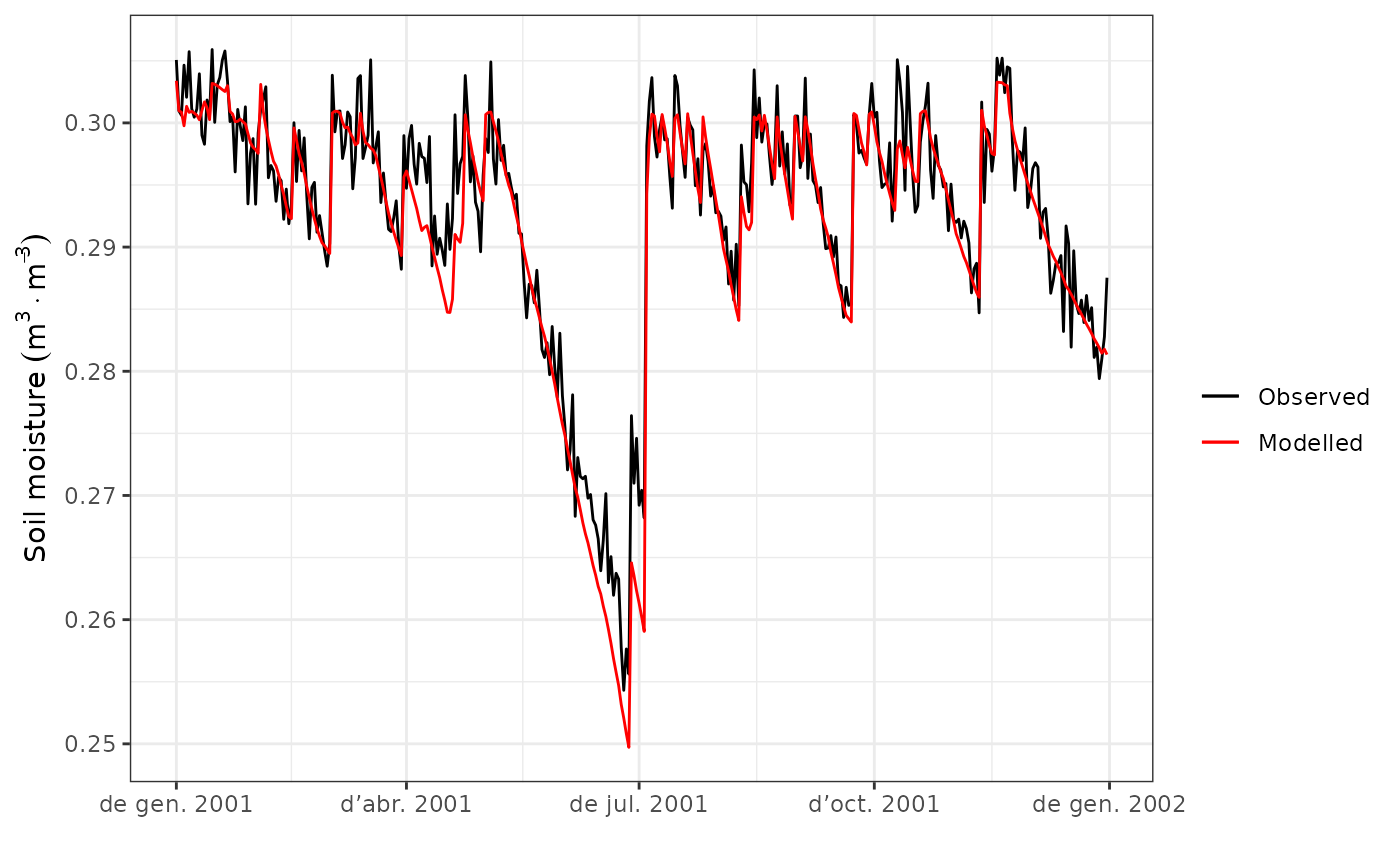 Soil moisture (m³ · m⁻³)
0.30
0.29
0.28
0.27
0.26
0.25
de gen. 2001
d’abr. 2001
de jul. 2001
d’oct. 2001
de gen. 2002
Observed
Modelled